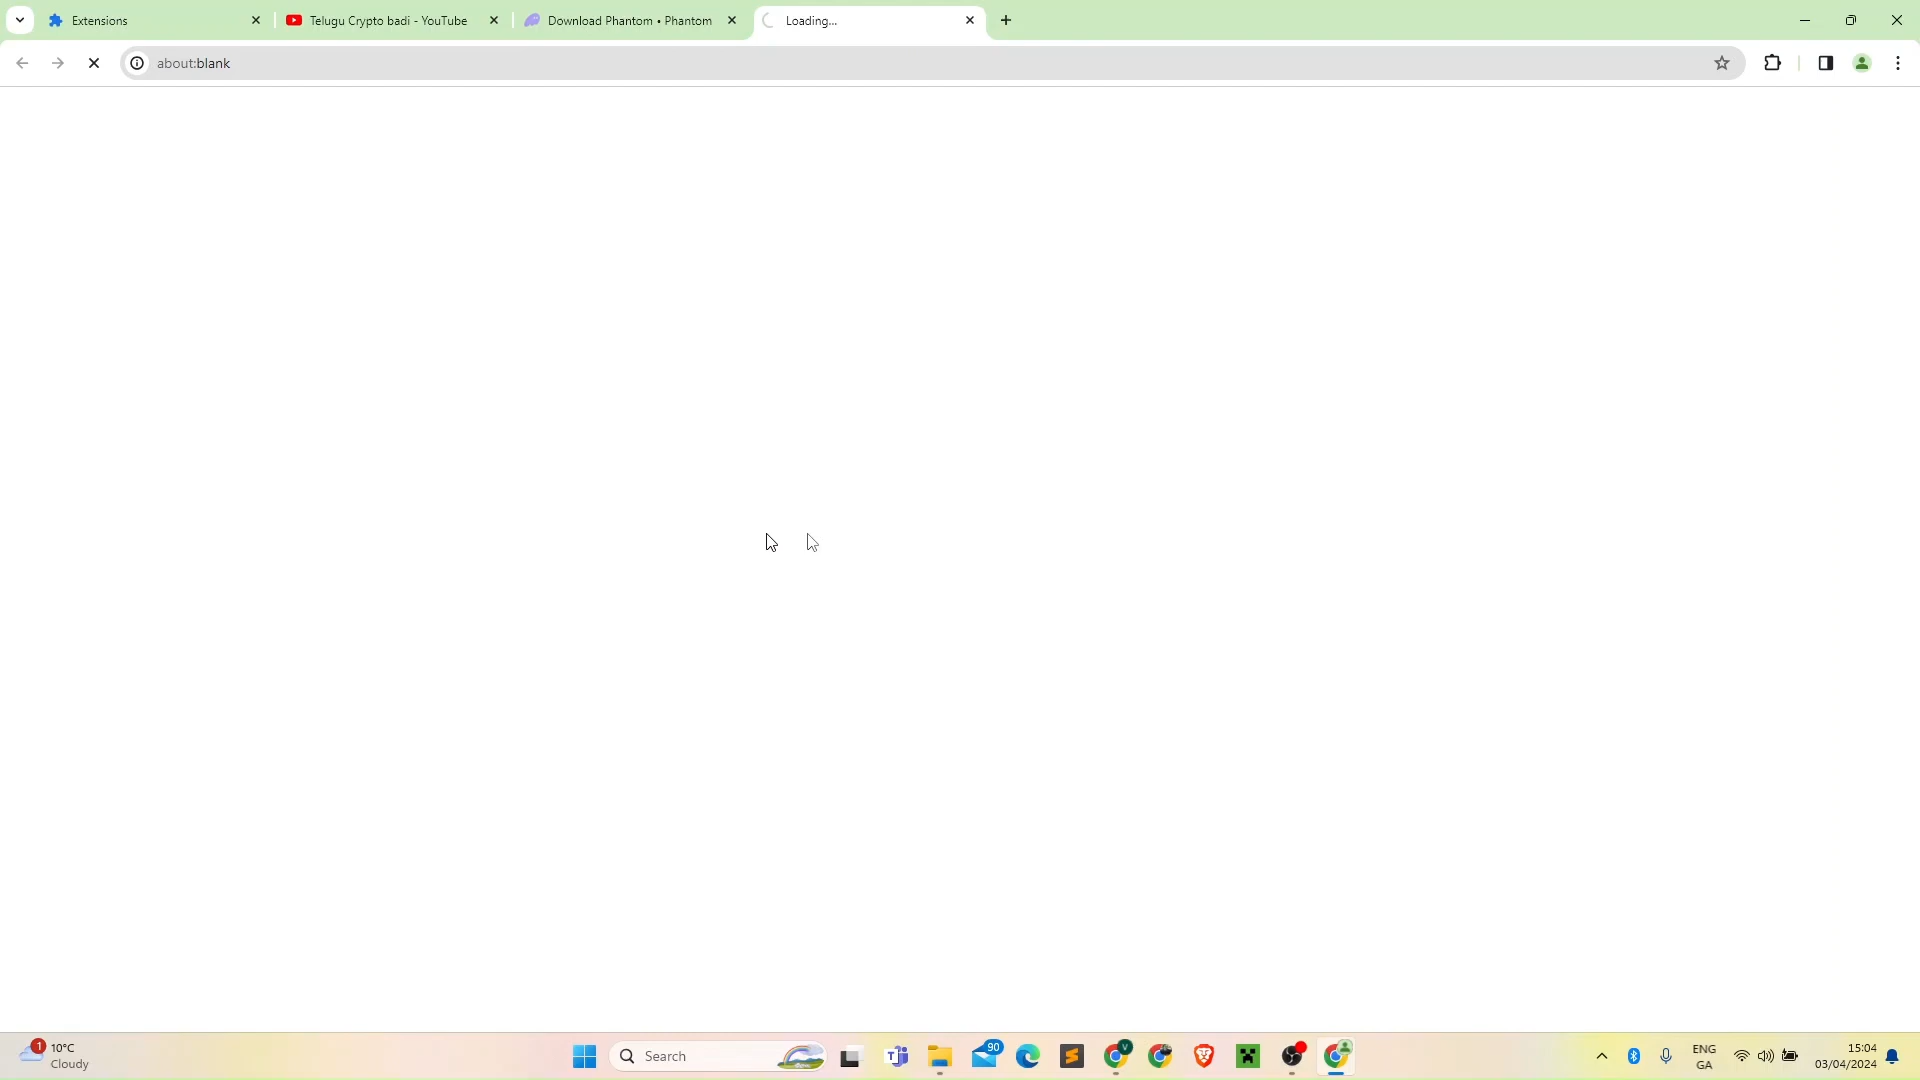 Extensions
Telugu Crypto badi - YouTube
Download Phantom • Phantom
Loading...
about:blank
1
10°C
Cloudy
Search
90
V
ENG
GA
15:04
03/04/2024